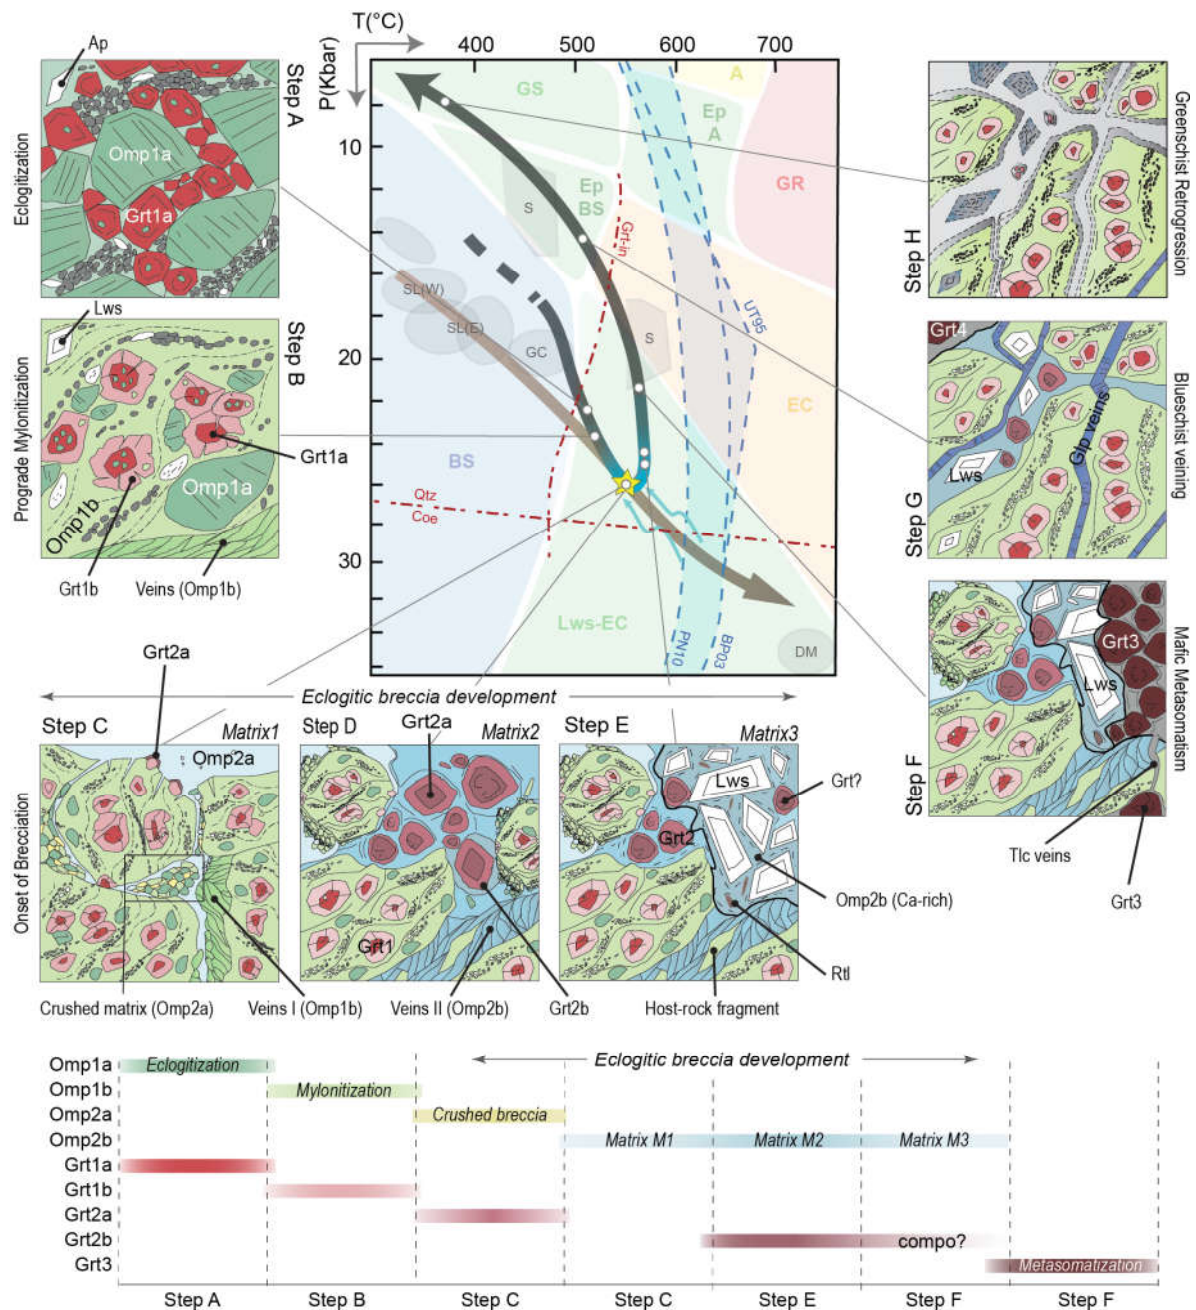 T(°C)
400 500 600 700
P(Kbar)
10
20
30
GS
A
Ep
A
GR
Ep
BS
S
Grt-in
SL(W)
SL(E)
GC
S
UT95
EC
BS
Qtz
Coe
Lws-EC
PN10
BP03
DM
Ap
Step A
Eclogitization
Omp1a
Grt1a
Lws
Step B
Prograde Mylonitization
Grt1a
Omp1a
Omp1b
Grt1b
Veins (Omp1b)
Step H
Greenschist Retrogression
Grt4
Step G
Blueschist veining
Glp veins
Lws
Step F
Mafic Metasomatism
Grt3
Lws
Tlc veins
Grt3
Eclogitic breccia development
Grt2a
Step C
Matrix1
Omp2a
Onset of Brecciation
Crushed matrix (Omp2a)
Veins I (Omp1b)
Step D
Grt2a
Matrix2
Grt1
Veins II (Omp2b)
Grt2b
Step E
Matrix3
Lws
Grt?
Grt2
Omp2b (Ca-rich)
Rtl
Host-rock fragment
Eclogitic breccia development
Omp1a Eclogitization
Omp1b Mylonitization
Omp2a Crushed breccia
Omp2b Matrix M1 Matrix M2 Matrix M3
Grt1a
Grt1b
Grt2a
Grt2b compo?
Grt3 Metasomatization
Step A Step B Step C Step C Step E Step F Step F